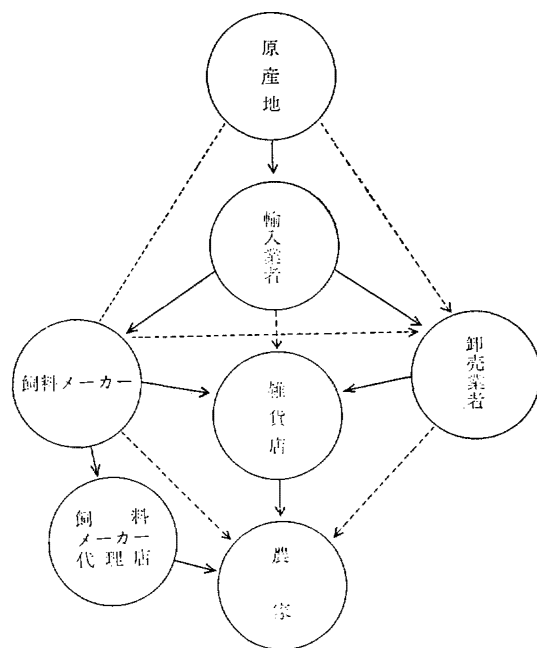 原産地
輸入業者
飼料メーカー
卸売業者
雑貨店
飼料
メーカー
代理店
農家